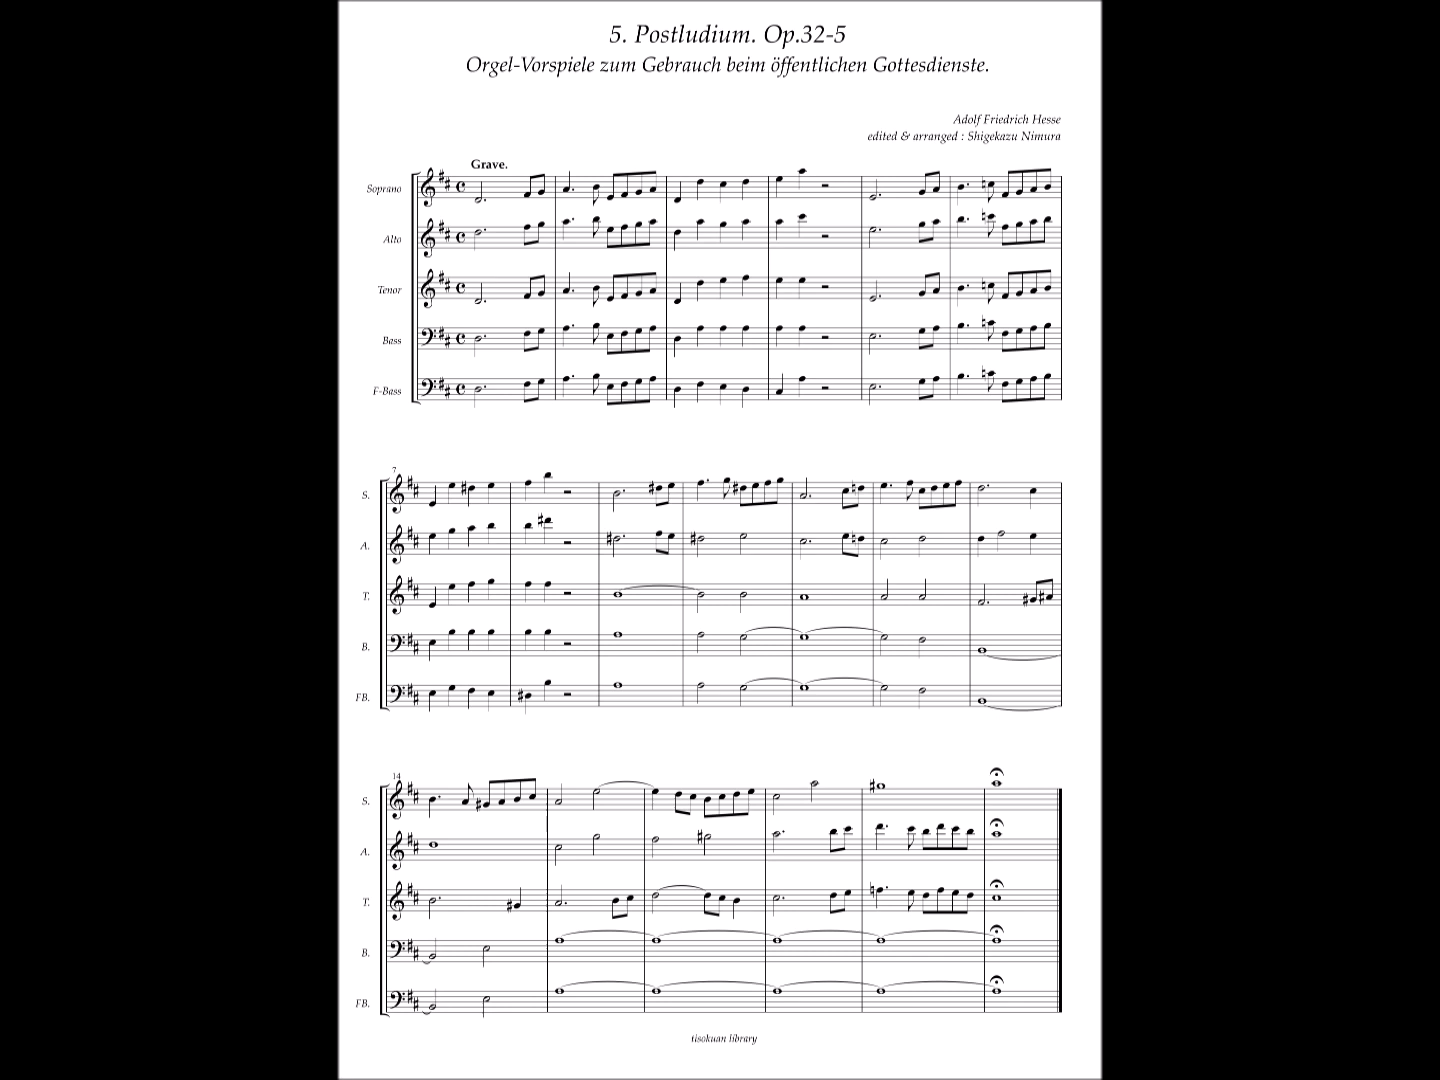 5. Postludium. Op.32-5
Orgel-Vorspiele zum Gebrauch beim öffentlichen Gottesdienste.
Adolf Friedrich Hesse
edited & arranged : Shigekazu Nimura
Grave.
Soprano
Alto
Tenor
Bass
F-Bass
7
S.
A.
T.
B.
FB.
14
S.
A.
T.
B.
FB.
tisokuan library